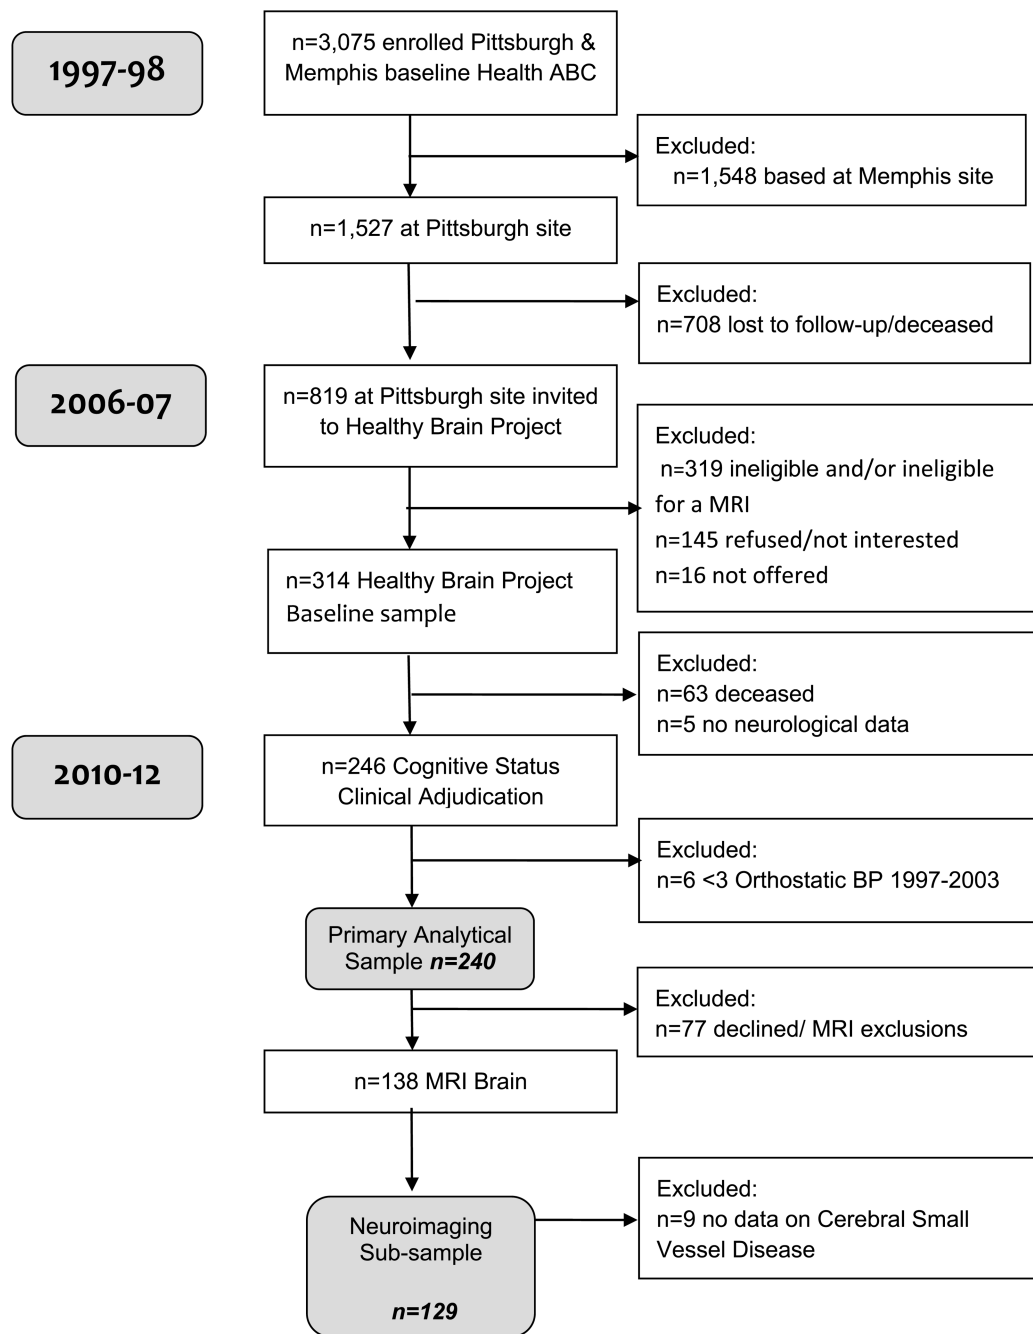 1997-98
n=3,075 enrolled Pittsburgh &
Memphis baseline Health ABC
Excluded:
n=1,548 based at Memphis site
n=1,527 at Pittsburgh site
Excluded:
n=708 lost to follow-up/deceased
2006-07
n=819 at Pittsburgh site invited
to Healthy Brain Project
Excluded:
n=319 ineligible and/or ineligible
for a MRI
n=145 refused/not interested
n=16 not offered
n=314 Healthy Brain Project
Baseline sample
Excluded:
n=63 deceased
n=5 no neurological data
2010-12
n=246 Cognitive Status
Clinical Adjudication
Excluded:
n=6 <3 Orthostatic BP 1997-2003
Primary Analytical
Sample n=240
Excluded:
n=77 declined/ MRI exclusions
n=138 MRI Brain
Excluded:
n=9 no data on Cerebral Small
Vessel Disease
Neuroimaging
Sub-sample
n=129